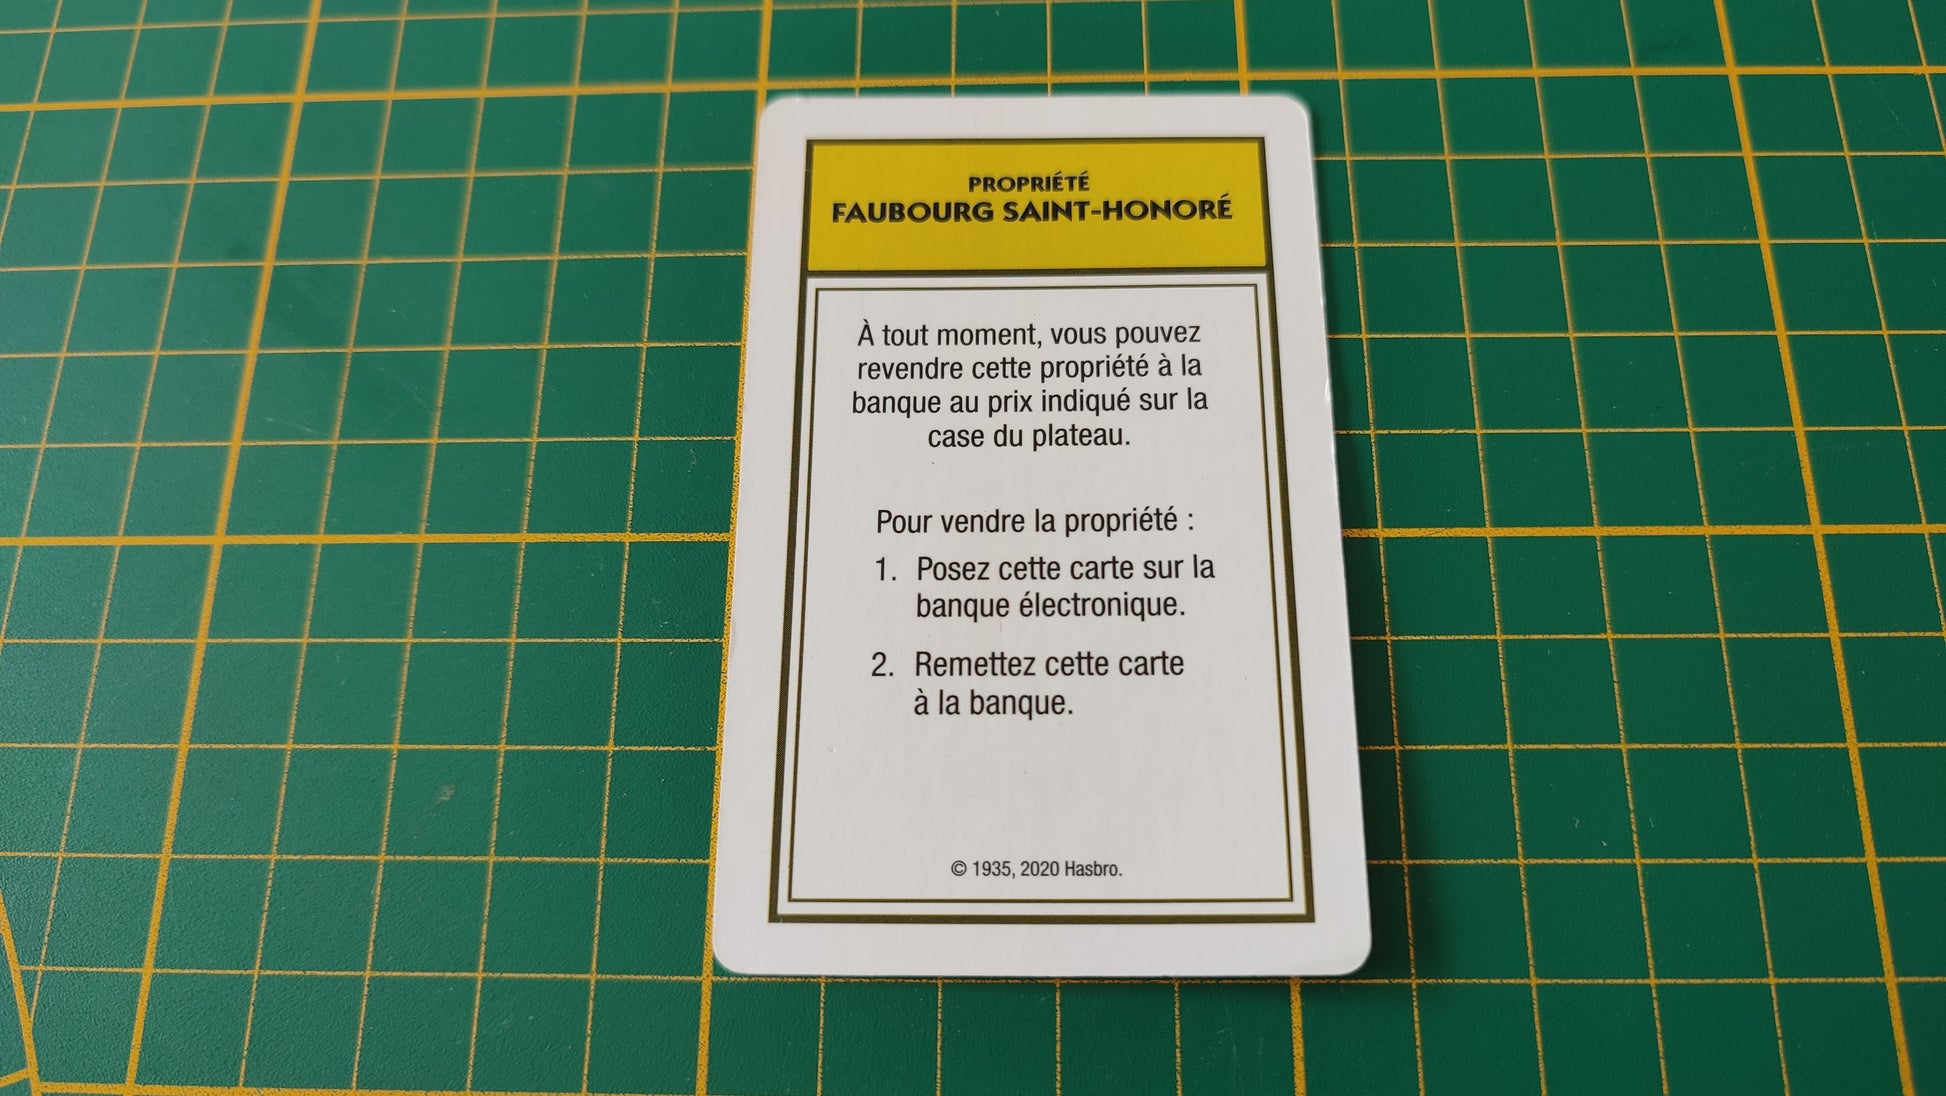 PROPRIÉTÉ
FAUBOURG SAINT-HONORÉ
À tout moment, vous pouvez
revendre cette propriété à la
banque au prix indiqué sur la
case du plateau.
Pour vendre la propriété :
1. Posez cette carte sur la
banque électronique.
2. Remettez cette carte
à la banque.
© 1935, 2020 Hasbro.